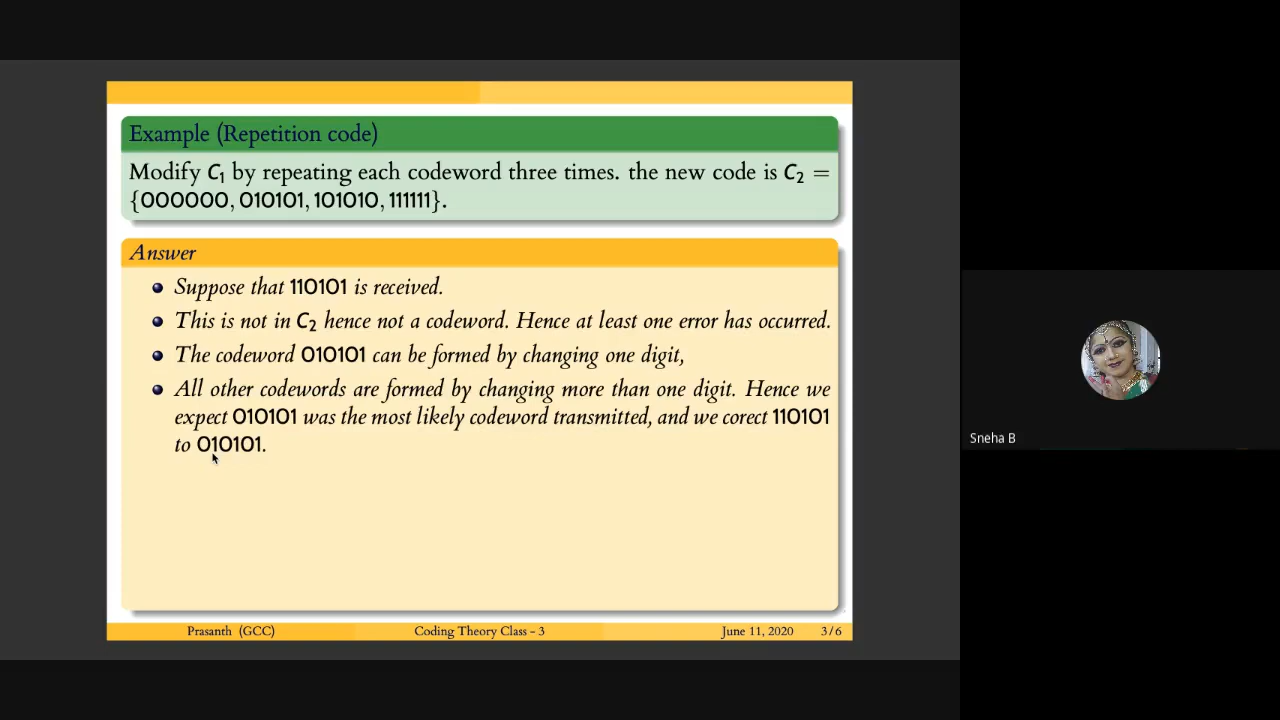 Example (Repetition code)
Modify C₁ by repeating each codeword three times. the new code is C₂ =
{000000, 010101, 101010, 111111}.
Answer
Suppose that 110101 is received.
This is not in C₂ hence not a codeword. Hence at least one error has occurred.
The codeword 010101 can be formed by changing one digit,
All other codewords are formed by changing more than one digit. Hence we
expect 010101 was the most likely codeword transmitted, and we corect 110101
to 010101.
Sneha B
Prasanth (GCC) Coding Theory Class - 3 June 11, 2020 3 / 6